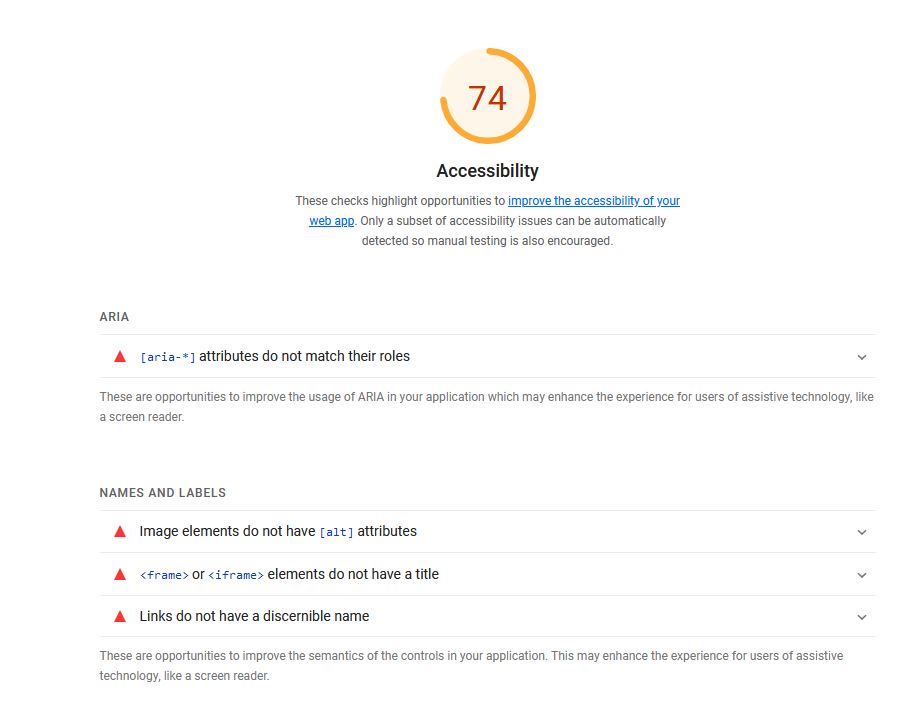 74
Accessibility
These checks highlight opportunities to improve the accessibility of your
web app. Only a subset of accessibility issues can be automatically
detected so manual testing is also encouraged.
ARIA
[aria-*] attributes do not match their roles
These are opportunities to improve the usage of ARIA in your application which may enhance the experience for users of assistive technology, like
a screen reader.
NAMES AND LABELS
Image elements do not have [alt] attributes
<frame> or <iframe> elements do not have a title
Links do not have a discernible name
These are opportunities to improve the semantics of the controls in your application. This may enhance the experience for users of assistive
technology, like a screen reader.